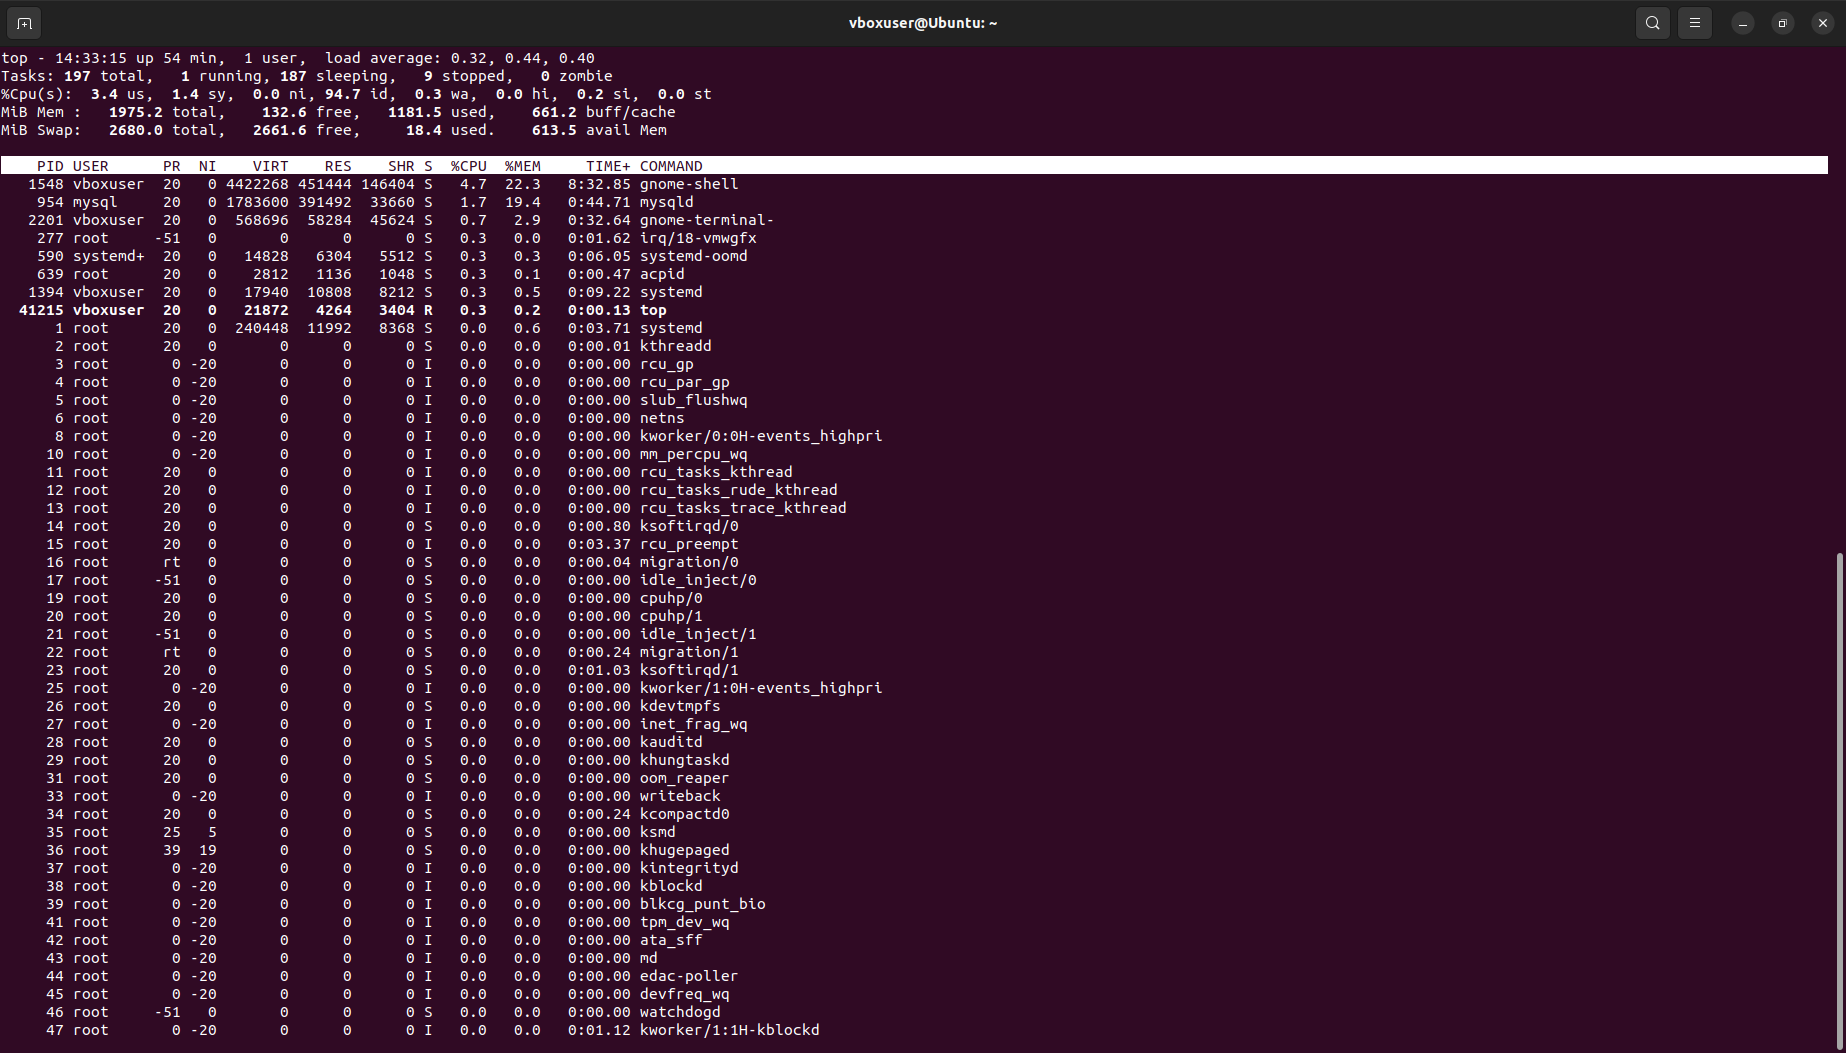 vboxuser@Ubuntu: ~
top - 14:33:15 up 54 min,  1 user,  load average: 0.32, 0.44, 0.40
Tasks: 197 total,   1 running, 187 sleeping,   9 stopped,   0 zombie
%Cpu(s):  3.4 us,  1.4 sy,  0.0 ni, 94.7 id,  0.3 wa,  0.0 hi,  0.2 si,  0.0 st
MiB Mem :   1975.2 total,    132.6 free,   1181.5 used,    661.2 buff/cache
MiB Swap:   2680.0 total,   2661.6 free,     18.4 used.    613.5 avail Mem
PID USER      PR  NI    VIRT    RES    SHR S  %CPU  %MEM     TIME+ COMMAND
1548 vboxuser  20   0 4422268 451444 146404 S   4.7  22.3   8:32.85 gnome-shell
954 mysql     20   0 1783600 391492  33660 S   1.7  19.4   0:44.71 mysqld
2201 vboxuser  20   0  568696  58284  45624 S   0.7   2.9   0:32.64 gnome-terminal-
277 root     -51   0       0      0      0 S   0.3   0.0   0:01.62 irq/18-vmwgfx
590 systemd+  20   0   14828   6304   5512 S   0.3   0.3   0:06.05 systemd-oomd
639 root      20   0    2812   1136   1048 S   0.3   0.1   0:00.47 acpid
1394 vboxuser  20   0   17940  10808   8212 S   0.3   0.5   0:09.22 systemd
41215 vboxuser  20   0   21872   4264   3404 R   0.3   0.2   0:00.13 top
1 root      20   0  240448  11992   8368 S   0.0   0.6   0:03.71 systemd
2 root      20   0       0      0      0 S   0.0   0.0   0:00.01 kthreadd
3 root       0 -20       0      0      0 I   0.0   0.0   0:00.00 rcu_gp
4 root       0 -20       0      0      0 I   0.0   0.0   0:00.00 rcu_par_gp
5 root       0 -20       0      0      0 I   0.0   0.0   0:00.00 slub_flushwq
6 root       0 -20       0      0      0 I   0.0   0.0   0:00.00 netns
8 root       0 -20       0      0      0 I   0.0   0.0   0:00.00 kworker/0:0H-events_highpri
10 root       0 -20       0      0      0 I   0.0   0.0   0:00.00 mm_percpu_wq
11 root      20   0       0      0      0 I   0.0   0.0   0:00.00 rcu_tasks_kthread
12 root      20   0       0      0      0 I   0.0   0.0   0:00.00 rcu_tasks_rude_kthread
13 root      20   0       0      0      0 I   0.0   0.0   0:00.00 rcu_tasks_trace_kthread
14 root      20   0       0      0      0 S   0.0   0.0   0:00.80 ksoftirqd/0
15 root      20   0       0      0      0 I   0.0   0.0   0:03.37 rcu_preempt
16 root      rt   0       0      0      0 S   0.0   0.0   0:00.04 migration/0
17 root     -51   0       0      0      0 S   0.0   0.0   0:00.00 idle_inject/0
19 root      20   0       0      0      0 S   0.0   0.0   0:00.00 cpuhp/0
20 root      20   0       0      0      0 S   0.0   0.0   0:00.00 cpuhp/1
21 root     -51   0       0      0      0 S   0.0   0.0   0:00.00 idle_inject/1
22 root      rt   0       0      0      0 S   0.0   0.0   0:00.24 migration/1
23 root      20   0       0      0      0 S   0.0   0.0   0:01.03 ksoftirqd/1
25 root       0 -20       0      0      0 I   0.0   0.0   0:00.00 kworker/1:0H-events_highpri
26 root      20   0       0      0      0 S   0.0   0.0   0:00.00 kdevtmpfs
27 root       0 -20       0      0      0 I   0.0   0.0   0:00.00 inet_frag_wq
28 root      20   0       0      0      0 S   0.0   0.0   0:00.00 kauditd
29 root      20   0       0      0      0 S   0.0   0.0   0:00.00 khungtaskd
31 root      20   0       0      0      0 S   0.0   0.0   0:00.00 oom_reaper
33 root       0 -20       0      0      0 I   0.0   0.0   0:00.00 writeback
34 root      20   0       0      0      0 S   0.0   0.0   0:00.24 kcompactd0
35 root      25   5       0      0      0 S   0.0   0.0   0:00.00 ksmd
36 root      39  19       0      0      0 S   0.0   0.0   0:00.00 khugepaged
37 root       0 -20       0      0      0 I   0.0   0.0   0:00.00 kintegrityd
38 root       0 -20       0      0      0 I   0.0   0.0   0:00.00 kblockd
39 root       0 -20       0      0      0 I   0.0   0.0   0:00.00 blkcg_punt_bio
41 root       0 -20       0      0      0 I   0.0   0.0   0:00.00 tpm_dev_wq
42 root       0 -20       0      0      0 I   0.0   0.0   0:00.00 ata_sff
43 root       0 -20       0      0      0 I   0.0   0.0   0:00.00 md
44 root       0 -20       0      0      0 I   0.0   0.0   0:00.00 edac-poller
45 root       0 -20       0      0      0 I   0.0   0.0   0:00.00 devfreq_wq
46 root     -51   0       0      0      0 S   0.0   0.0   0:00.00 watchdogd
47 root       0 -20       0      0      0 I   0.0   0.0   0:01.12 kworker/1:1H-kblockd